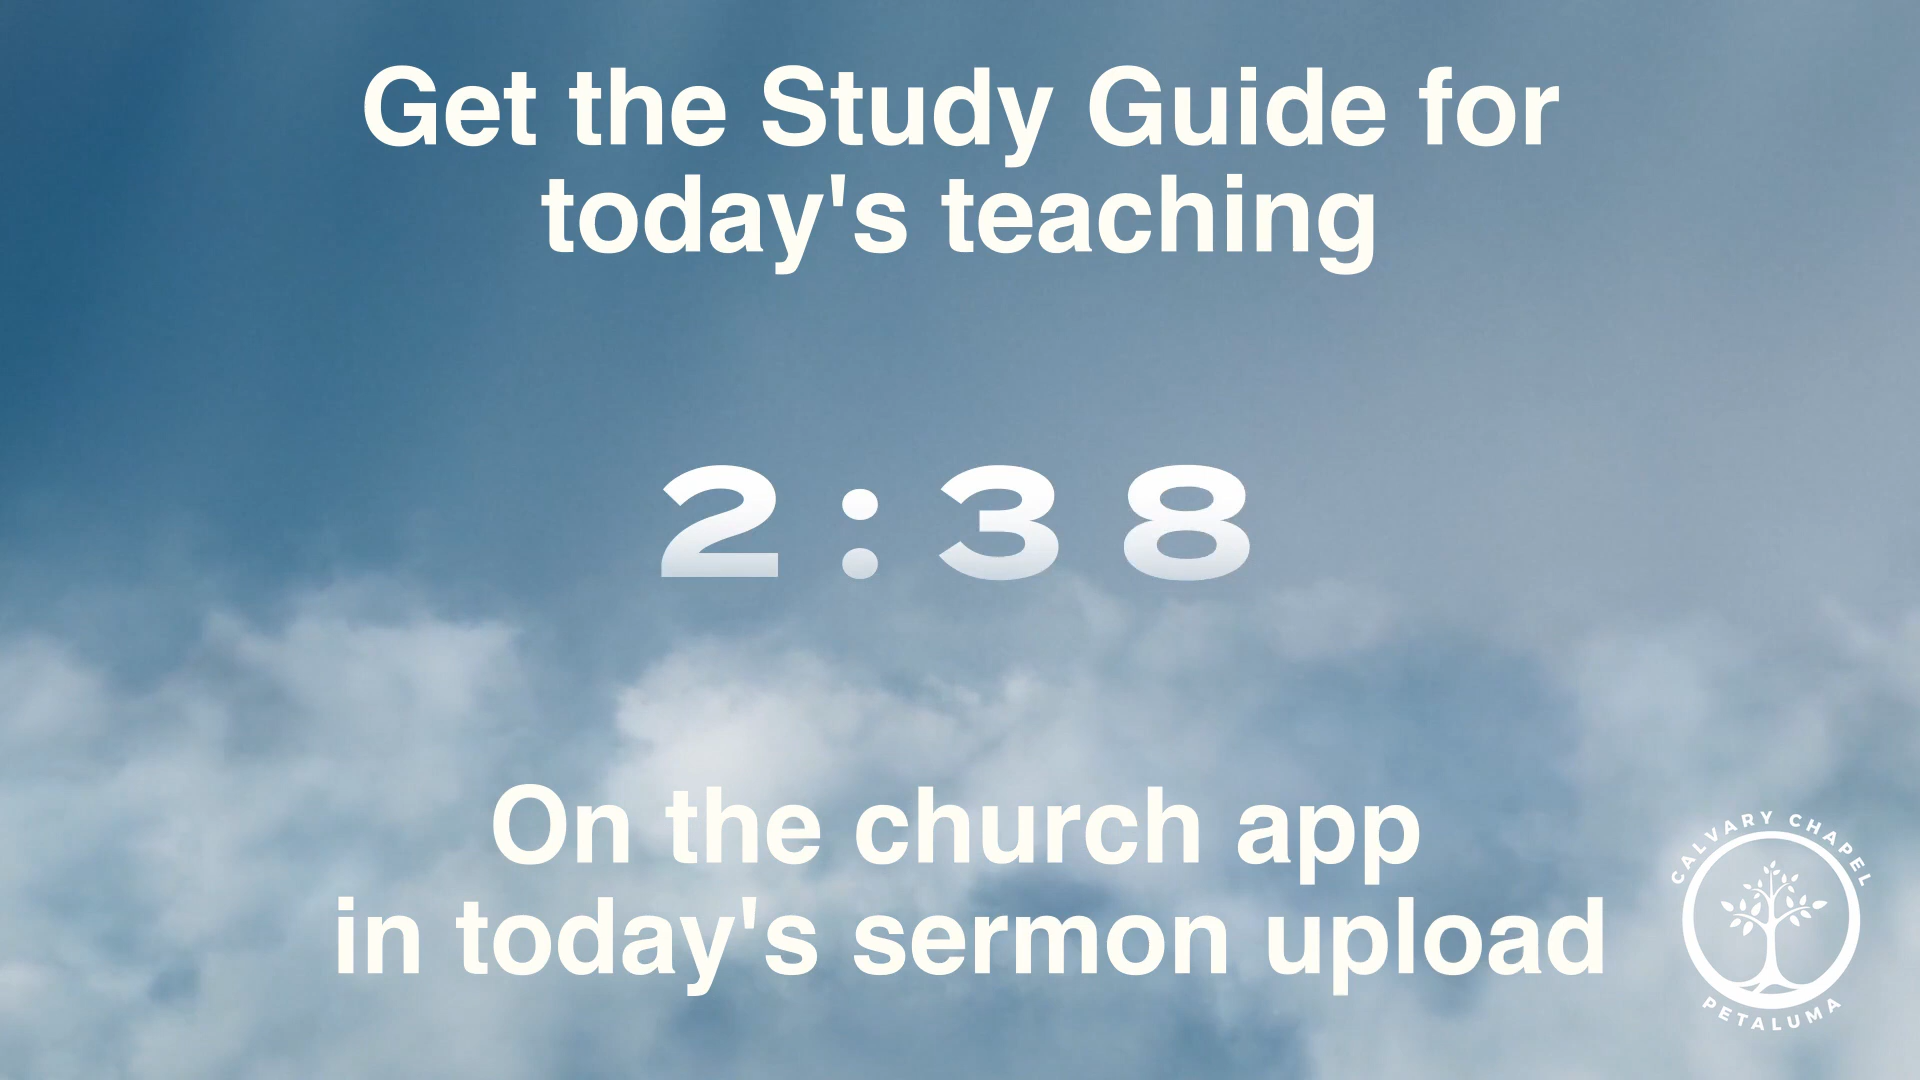 Get the Study Guide for
today's teaching
2:38
On the church app
in today's sermon upload
CALVARY CHAPEL
PETALUMA